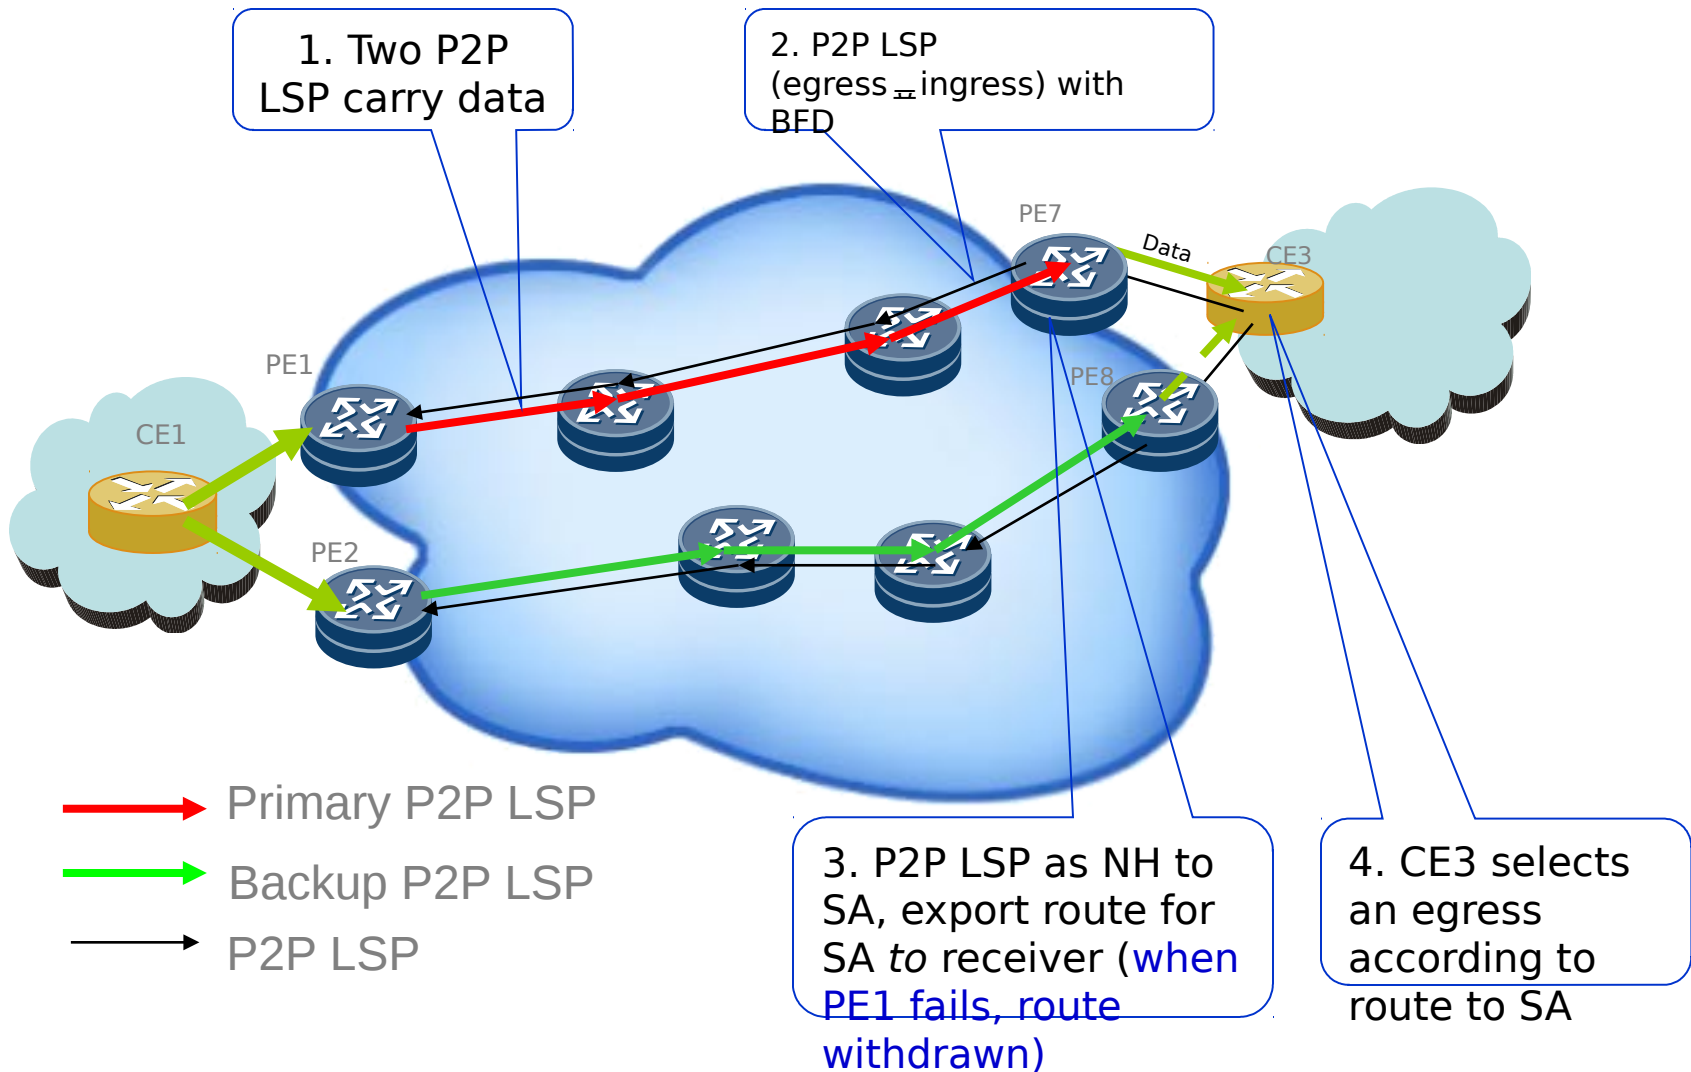 1. Two P2P
LSP carry data
2. P2P LSP
(egress ingress) with
BFD
PE7
Data
CE3
PE1
PE8
CE1
PE2
Primary P2P LSP
Backup P2P LSP
P2P LSP
3. P2P LSP as NH to
SA, export route for
SA to receiver (when
PE1 fails, route
withdrawn)
4. CE3 selects
an egress
according to
route to SA